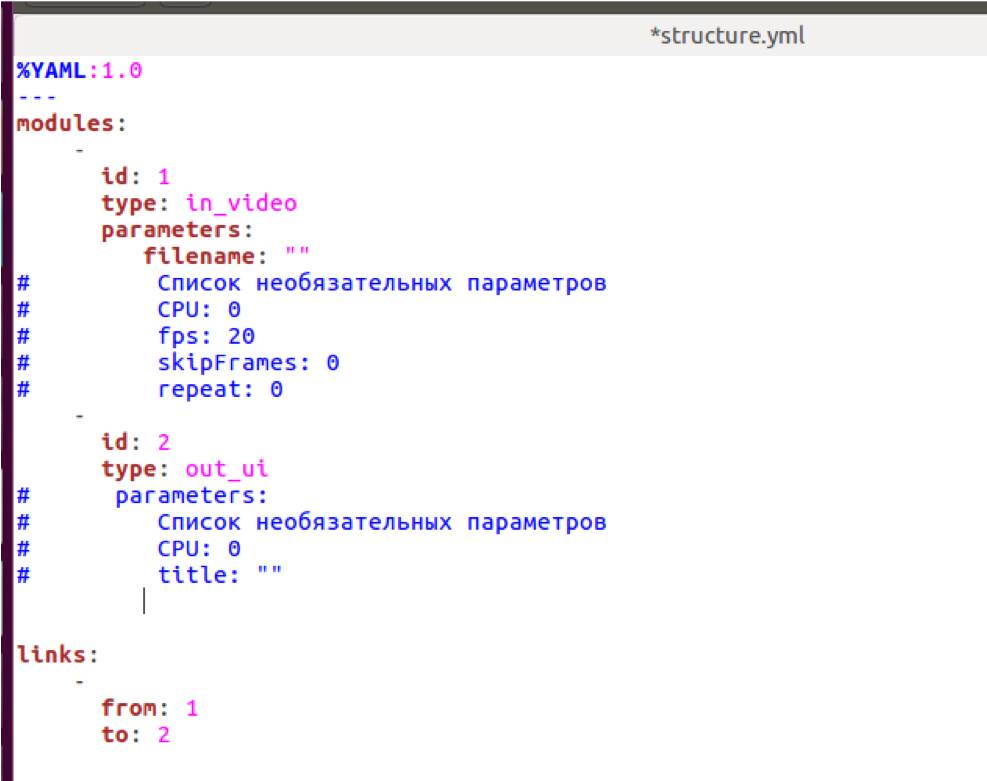 *structure.yml
%YAML:1.0
---
modules:
    -
      id: 1
      type: in_video
      parameters:
         filename: ""
#         Список необязательных параметров
#         CPU: 0
#         fps: 20
#         skipFrames: 0
#         repeat: 0
    -
      id: 2
      type: out_ui
#      parameters:
#         Список необязательных параметров
#         CPU: 0
#         title: ""
links:
    -
      from: 1
      to: 2